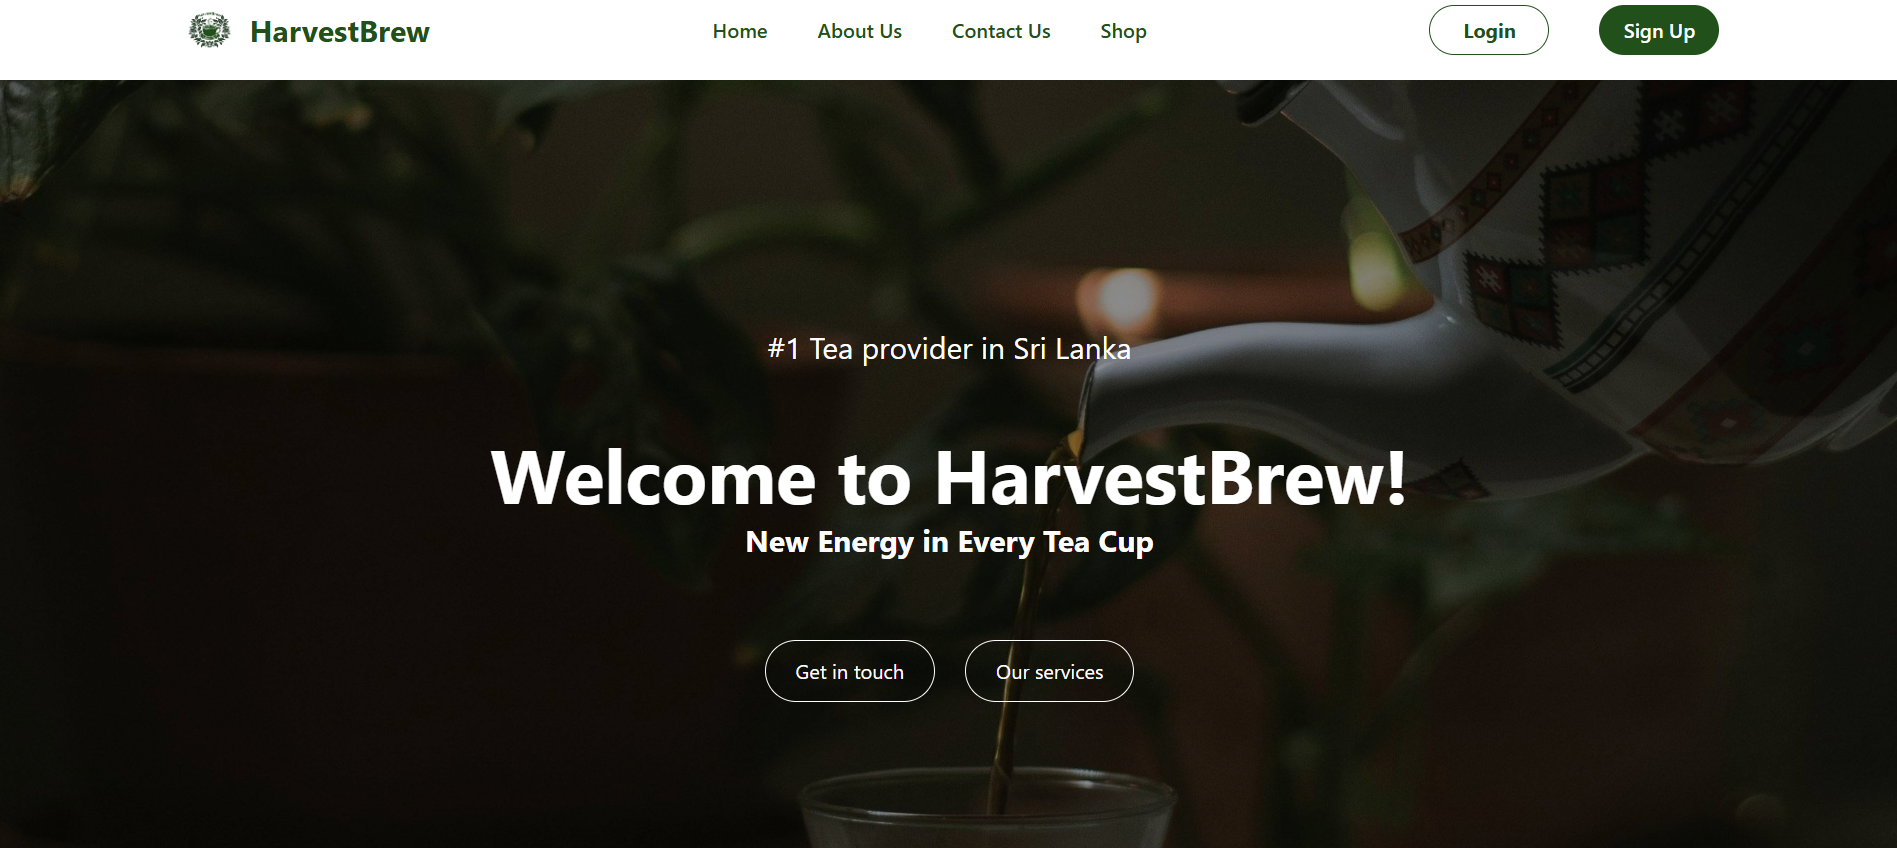 HarvestBrew
Home About Us Contact Us Shop
Login Sign Up
#1 Tea provider in Sri Lanka
Welcome to HarvestBrew!
New Energy in Every Tea Cup
Get in touch Our services